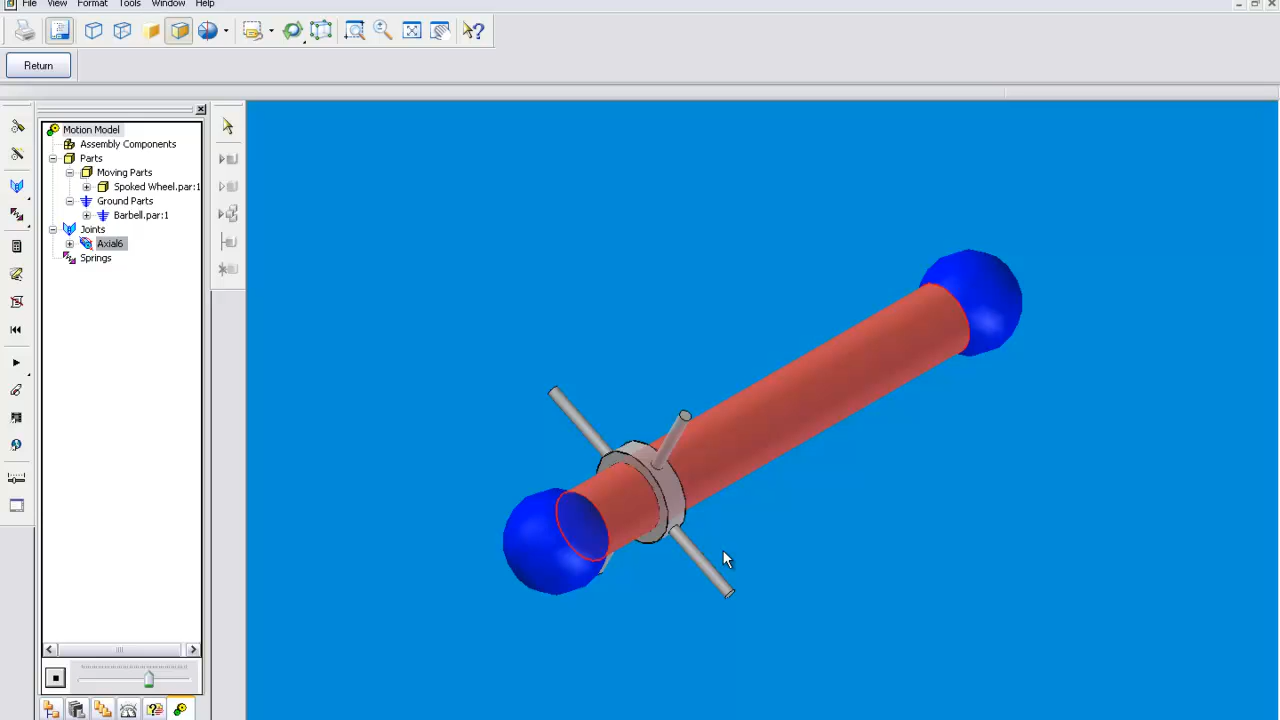 File View Format Tools Window Help
Return
Motion Model
Assembly Components
Parts
Moving Parts
Spoked Wheel.par:1
Ground Parts
Barbell.par:1
Joints
Axial6
Springs